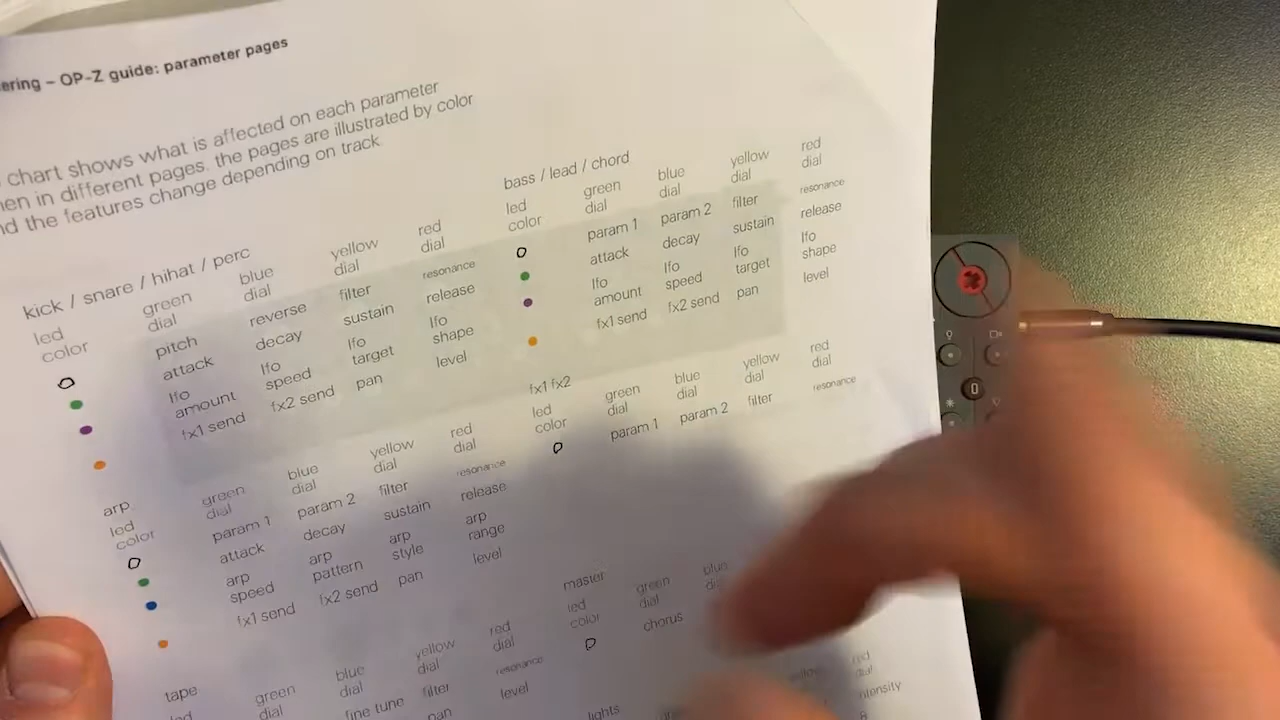 ering – OP-Z guide: parameter pages
chart shows what is affected on each parameter
in different pages. the pages are illustrated by color
the features change depending on track
kick / snare / hihat / perc
led color
green dial
blue dial
yellow dial
red dial
pitch reverse filter resonance
attack decay sustain release
lfo amount lfo speed lfo target lfo shape
fx1 send fx2 send pan level
bass / lead / chord
led color
green dial
blue dial
yellow dial
red dial
param 1 param 2 filter resonance
attack decay sustain release
lfo amount lfo speed lfo target lfo shape
fx1 send fx2 send pan level
arp
led color
green dial
blue dial
yellow dial
red dial
param 1 param 2 filter resonance
attack decay sustain release
arp speed arp pattern arp style arp range
fx1 send fx2 send pan level
fx1 fx2
led color
green dial
blue dial
yellow dial
red dial
param 1 param 2 filter resonance
tape
led
green dial
blue dial
yellow dial
red dial
fine tune filter resonance
pan level
master
led color
green dial
blue
chorus
yellow
red dial
lights